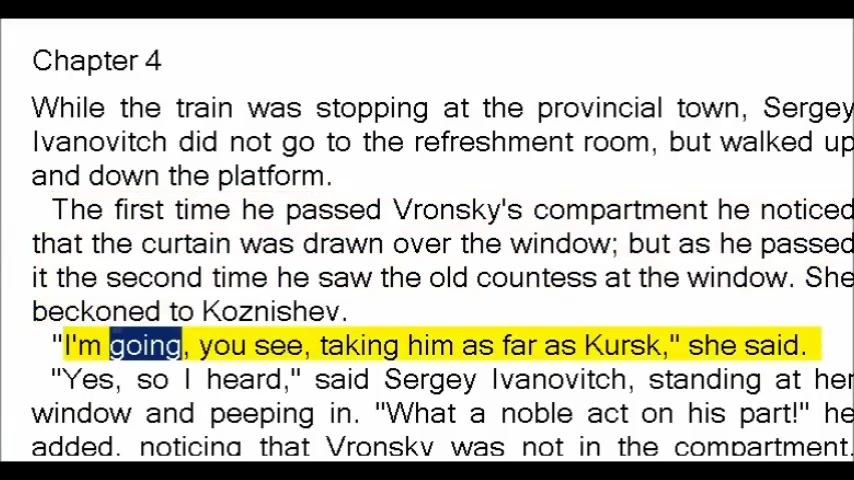 Chapter 4
While the train was stopping at the provincial town, Sergey
Ivanovitch did not go to the refreshment room, but walked up
and down the platform.
The first time he passed Vronsky's compartment he noticed
that the curtain was drawn over the window; but as he passed
it the second time he saw the old countess at the window. She
beckoned to Koznishev.
"I'm going, you see, taking him as far as Kursk," she said.
"Yes, so I heard," said Sergey Ivanovitch, standing at her
window and peeping in. "What a noble act on his part!" he
added, noticing that Vronsky was not in the compartment.